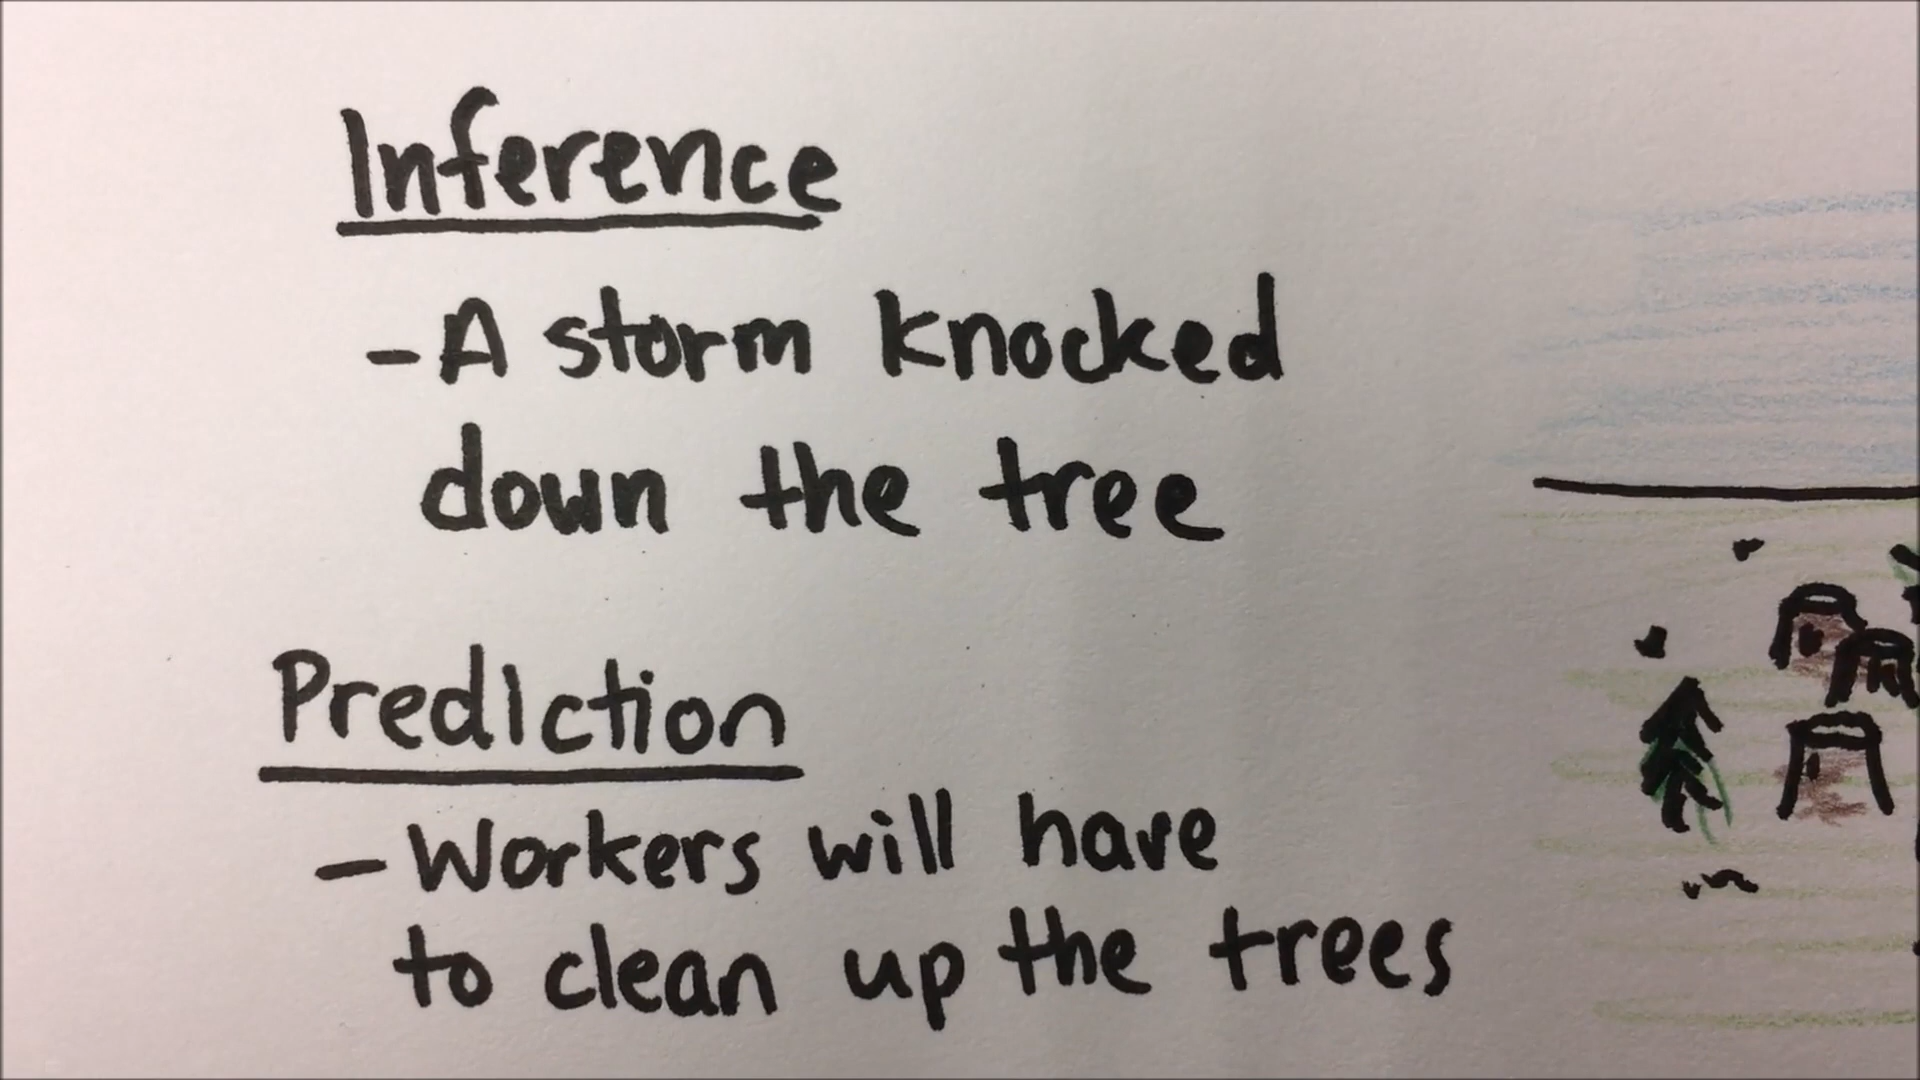 Inference
- A storm knocked
down the tree
Prediction
- Workers will have
to clean up the trees